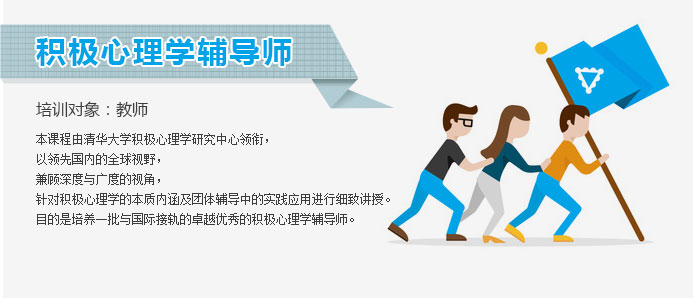 积极心理学辅导师
培训对象：教师
本课程由清华大学积极心理学研究中心领衔，
以领先国内的全球视野，
兼顾深度与广度的视角，
针对积极心理学的本质内涵及团体辅导中的实践应用进行细致讲授。
目的是培养一批与国际接轨的卓越优秀的积极心理学辅导师。